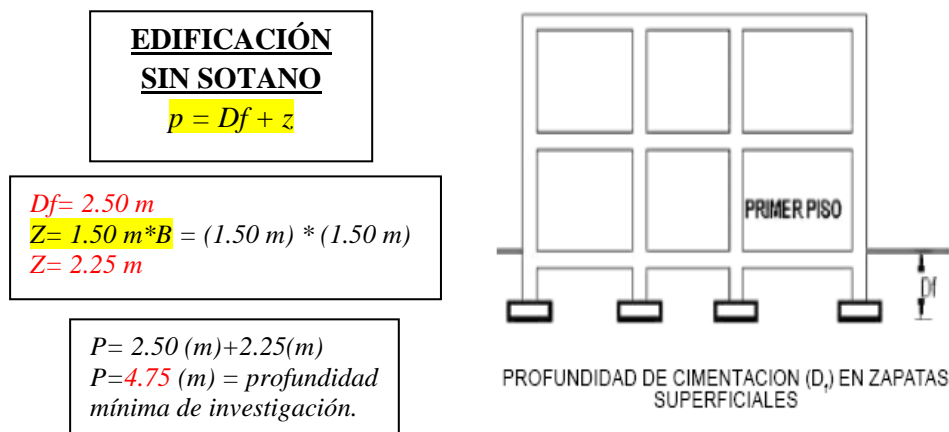 EDIFICACIÓN
SIN SOTANO
p = Df + z
Df= 2.50 m
Z= 1.50 m*B = (1.50 m) * (1.50 m)
Z= 2.25 m
P= 2.50 (m)+2.25(m)
P=4.75 (m) = profundidad
mínima de investigación.
PRIMER PISO
Df
PROFUNDIDAD DE CIMENTACION (Df) EN ZAPATAS
SUPERFICIALES